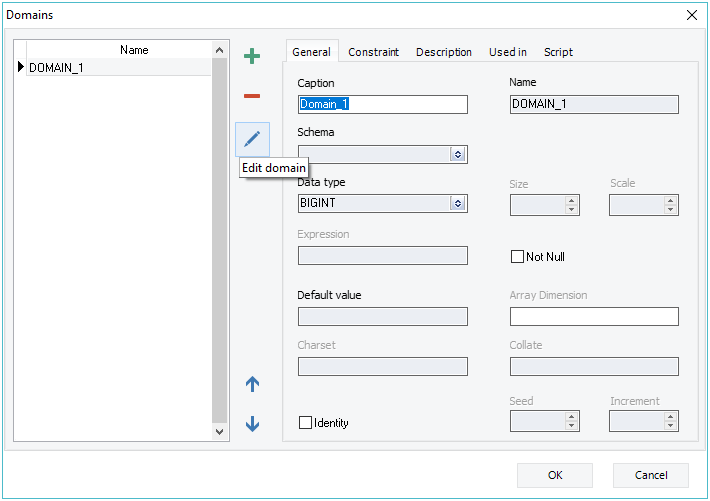 Domains
Name
DOMAIN_1
Edit domain
General Constraint Description Used in Script
Caption Name
Domain_1 DOMAIN_1
Schema
Data type Size Scale
BIGINT
Expression
Not Null
Default value Array Dimension
Charset Collate
Seed Increment
Identity
OK Cancel